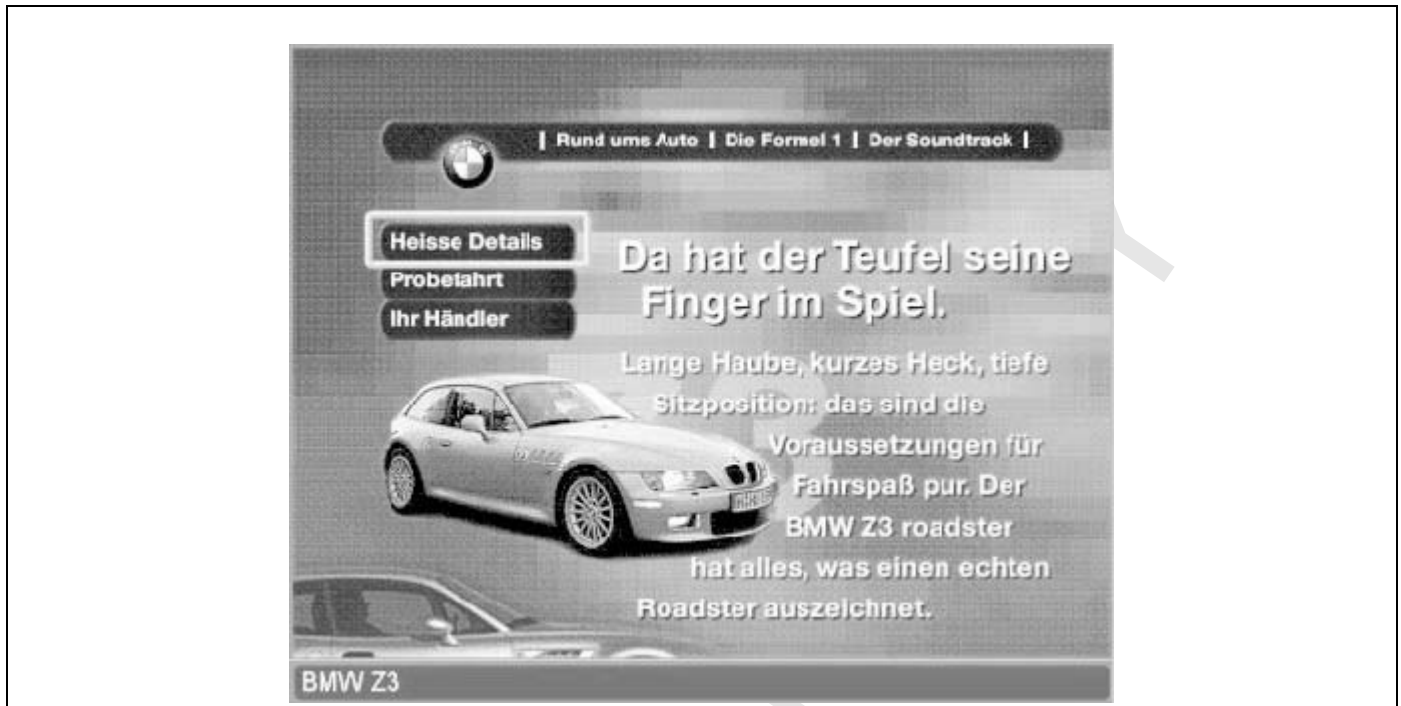 | Rund ums Auto | Die Formel 1 | Der Soundtrack |
Heisse Details
Probefahrt
Ihr Händler
Da hat der Teufel seine
Finger im Spiel.
Lange Haube, kurzes Heck, tiefe
Sitzposition: das sind die
Voraussetzungen für
Fahrspaß pur. Der
BMW Z3 roadster
hat alles, was einen echten
Roadster auszeichnet.
BMW Z3